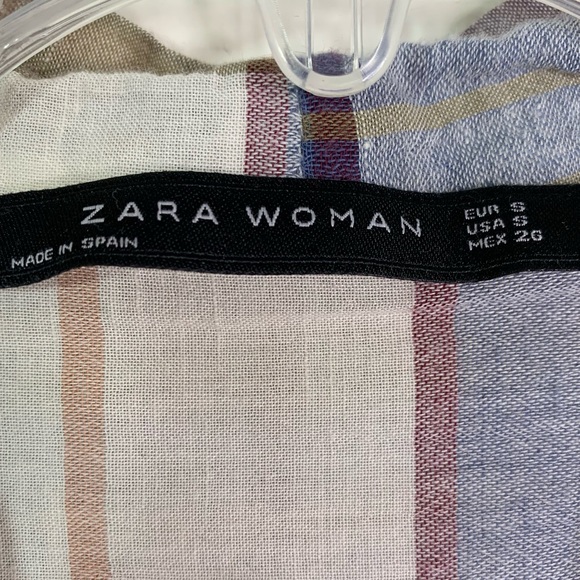 ZARA WOMAN
MADE IN SPAIN
EUR S
USA S
MEX 26